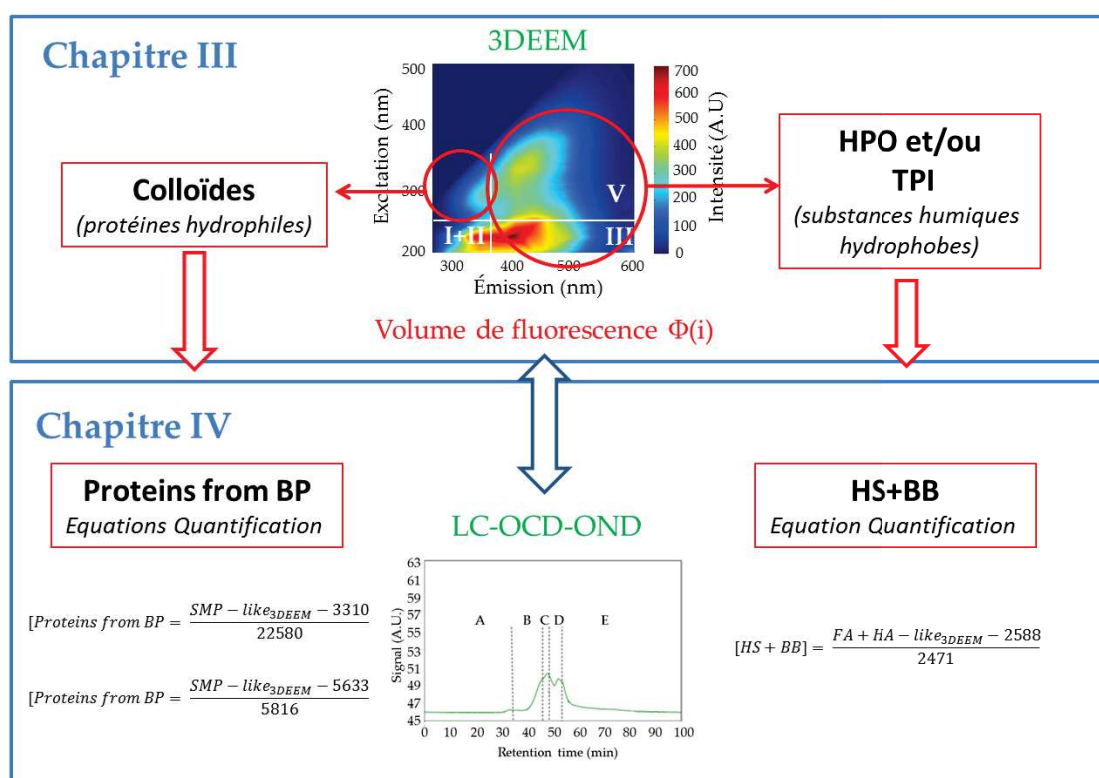 Chapitre III
3DEEM
500
400
300
200
Excitation (nm)
I+II
V
III
300
400
500
600
Émission (nm)
700
600
500
400
300
200
100
0
Intensité (A.U)
Volume de fluorescence Φ(i)
Colloïdes
(protéines hydrophiles)
HPO et/ou
TPI
(substances humiques
hydrophobes)
Chapitre IV
Proteins from BP
Equations Quantification
[Proteins from BP = (SMP − like3DEEM − 3310) / 22580
[Proteins from BP = (SMP − like3DEEM − 5633) / 5816
LC-OCD-OND
63
61
59
57
55
53
51
49
47
45
Signal (A.U.)
A B C D E
0 10 20 30 40 50 60 70 80 90 100
Retention time (min)
HS+BB
Equation Quantification
[HS + BB] = (FA + HA − like3DEEM − 2588) / 2471